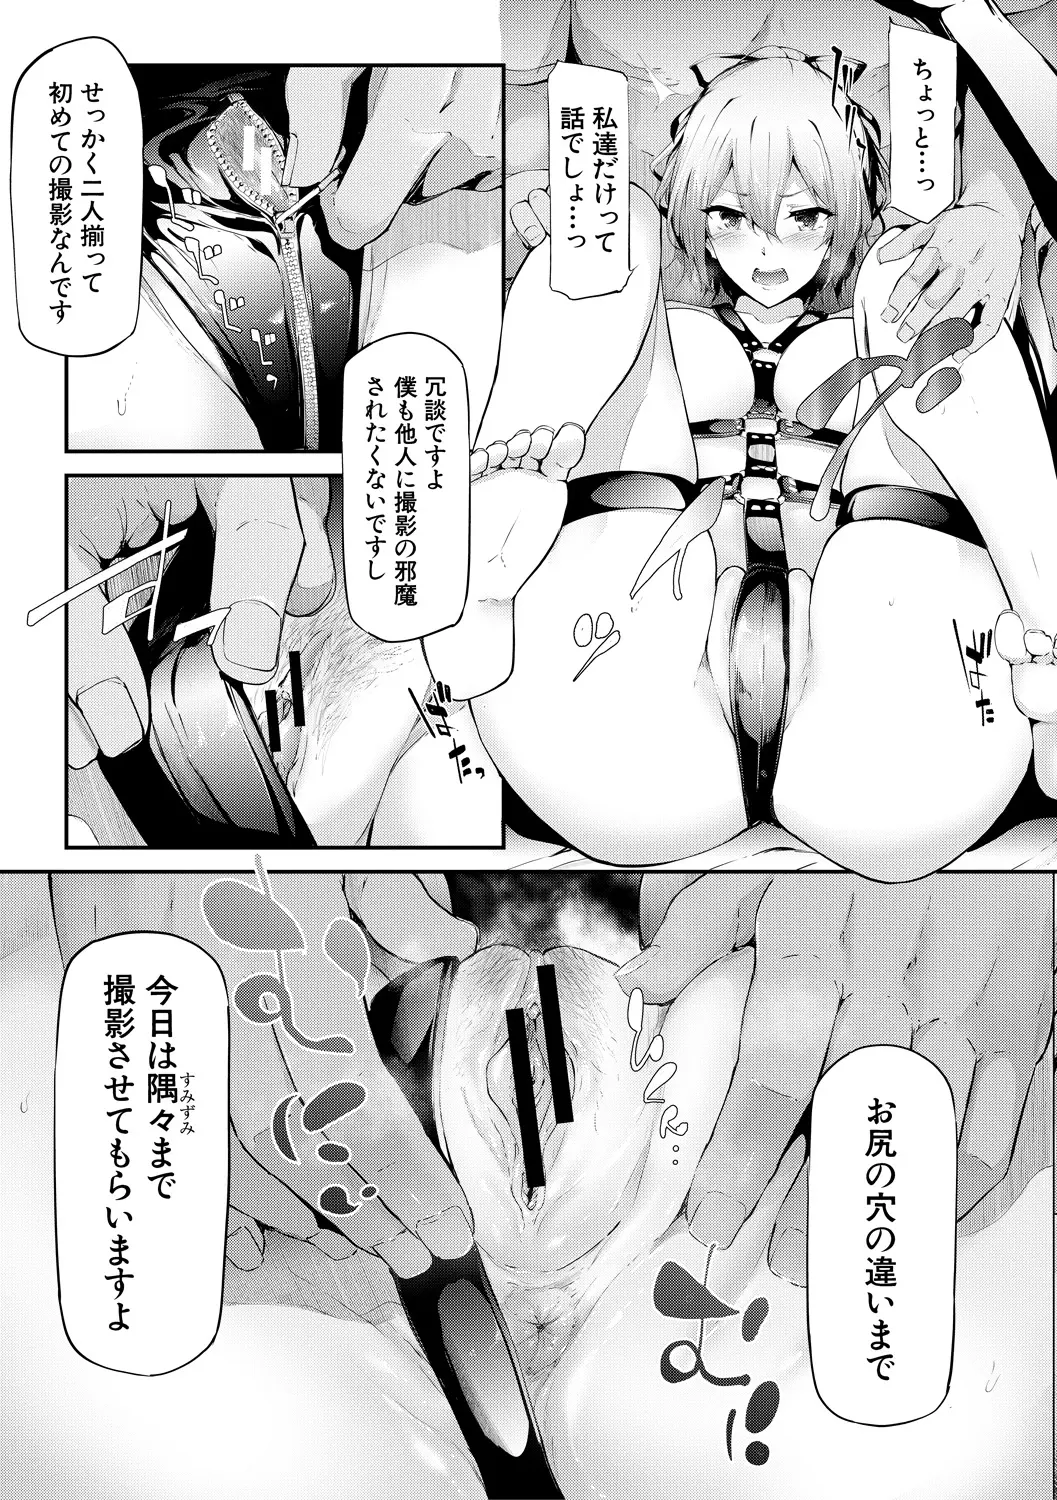 ちょっと…っ
私達だけって
話でしょ…っ
せっかく二人揃って
初めての撮影なんです
冗談ですよ
僕も他人に撮影の邪魔
されたくないですし
お尻の穴の違いまで
今日は隅々まで
すみずみ
撮影させてもらいますよ